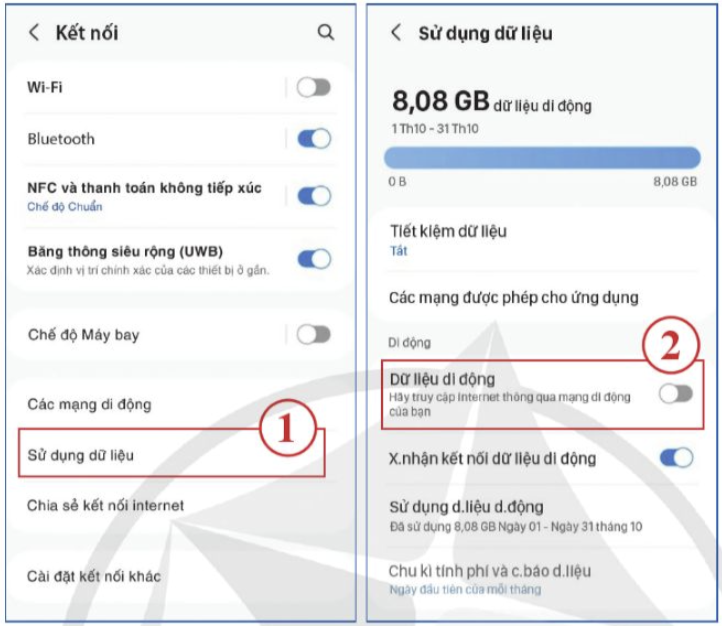 Kết nối
Wi-Fi
Bluetooth
NFC và thanh toán không tiếp xúc
Chế độ Chuẩn
Băng thông siêu rộng (UWB)
Xác định vị trí chính xác của các thiết bị ở gần.
Chế độ Máy bay
Các mạng di động
1
Sử dụng dữ liệu
Chia sẻ kết nối internet
Cài đặt kết nối khác
Sử dụng dữ liệu
8,08 GB dữ liệu di động
1 Th10 - 31 Th10
0 B
8,08 GB
Tiết kiệm dữ liệu
Tắt
Các mạng được phép cho ứng dụng
Di động
2
Dữ liệu di động
Hãy truy cập Internet thông qua mạng di động
của bạn
X.nhận kết nối dữ liệu di động
Sử dụng d.liệu d.động
Đã sử dụng 8,08 GB Ngày 01 - Ngày 31 tháng 10
Chu kì tính phí và c.báo d.liệu
Ngày đầu tiên của mỗi tháng